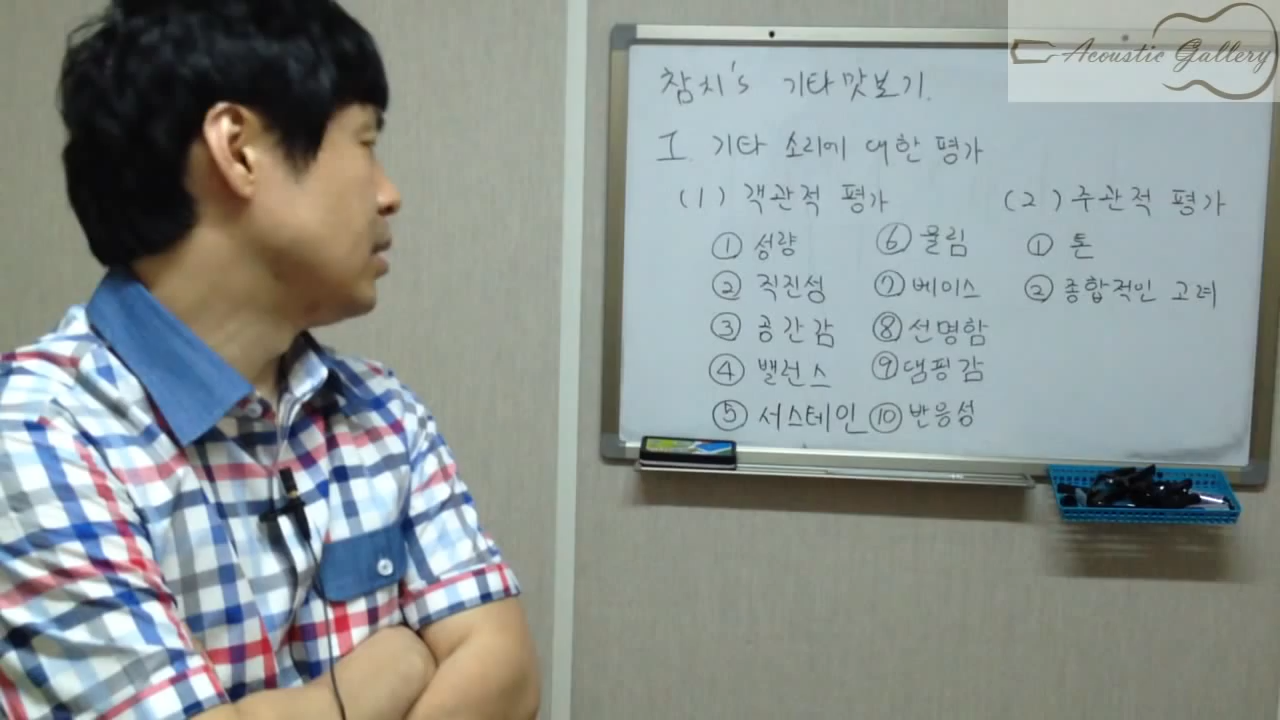 Acoustic Gallery
참치's 기타맛보기.
I. 기타 소리에 대한 평가
(1) 객관적 평가
① 성량
② 직진성
③ 공간감
④ 밸런스
⑤ 서스테인
⑥ 울림
⑦ 베이스
⑧ 선명함
⑨ 댐핑감
⑩ 반응성
(2) 주관적 평가
① 톤
② 종합적인 고려